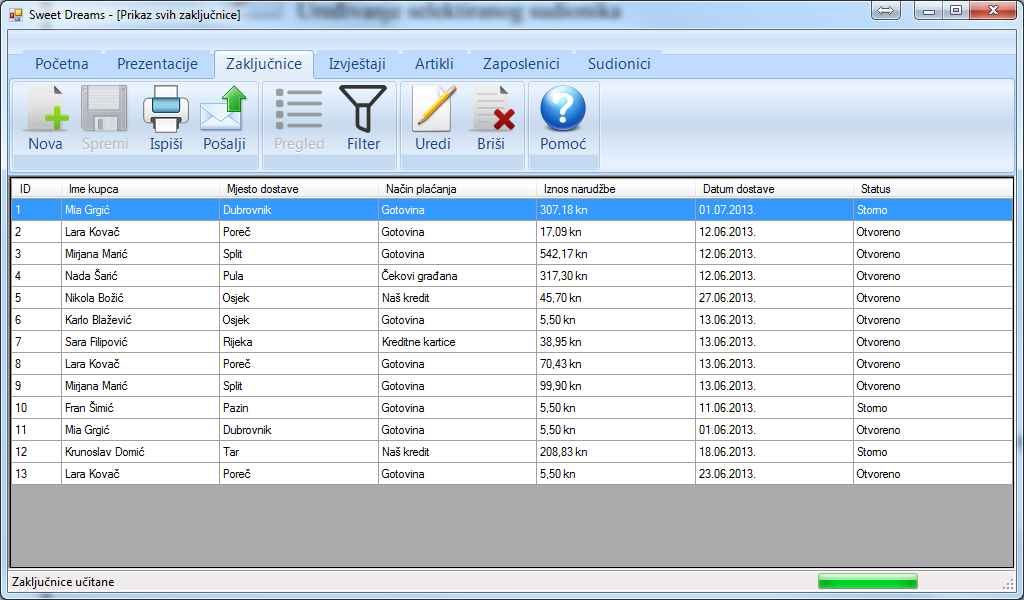 Uređivanje selektiranog sudionika
Sweet Dreams - [Prikaz svih zaključnice]
Početna Prezentacije Zaključnice Izvještaji Artikli Zaposlenici Sudionici
Nova Spremi Ispiši Pošalji Pregled Filter Uredi Briši Pomoć
ID Ime kupca Mjesto dostave Način plaćanja Iznos narudžbe Datum dostave Status
1 Mia Grgić Dubrovnik Gotovina 307,18 kn 01.07.2013. Storno
2 Lara Kovač Poreč Gotovina 17,09 kn 12.06.2013. Otvoreno
3 Mirjana Marić Split Gotovina 542,17 kn 12.06.2013. Otvoreno
4 Nada Šarić Pula Čekovi građana 317,30 kn 12.06.2013. Otvoreno
5 Nikola Božić Osjek Naš kredit 45,70 kn 27.06.2013. Otvoreno
6 Karlo Blažević Osjek Gotovina 5,50 kn 13.06.2013. Otvoreno
7 Sara Filipović Rijeka Kreditne kartice 38,95 kn 13.06.2013. Otvoreno
8 Lara Kovač Poreč Gotovina 70,43 kn 13.06.2013. Otvoreno
9 Mirjana Marić Split Gotovina 99,90 kn 13.06.2013. Otvoreno
10 Fran Šimić Pazin Gotovina 5,50 kn 11.06.2013. Storno
11 Mia Grgić Dubrovnik Gotovina 5,50 kn 01.06.2013. Otvoreno
12 Krunoslav Domić Tar Naš kredit 208,83 kn 18.06.2013. Storno
13 Lara Kovač Poreč Gotovina 5,50 kn 23.06.2013. Otvoreno
Zaključnice učitane